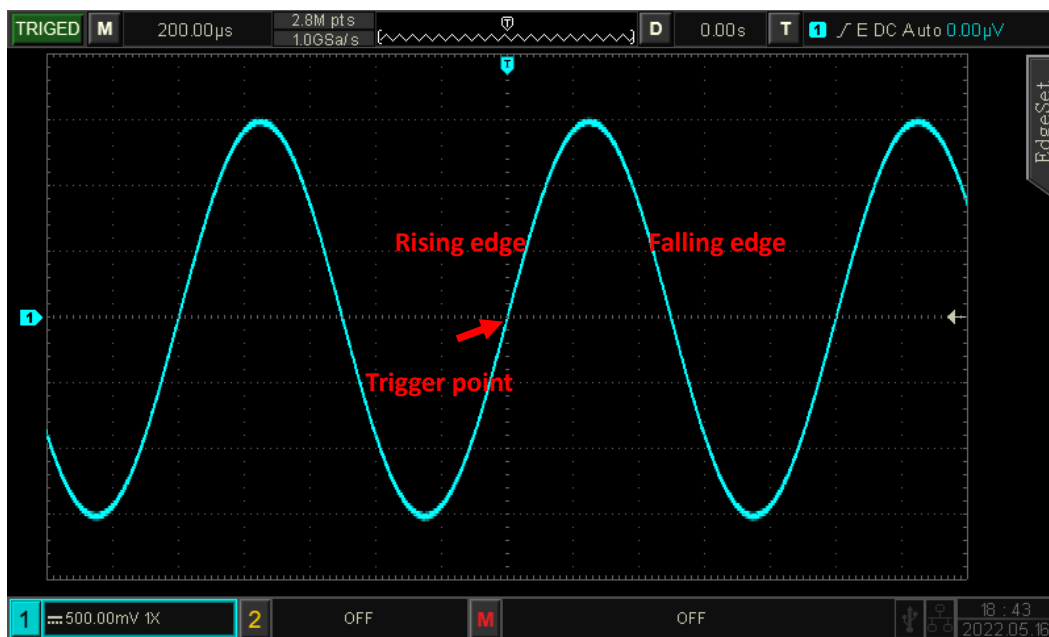 TRIGED M 200.00µs 2.8M pts D 0.00s T 1 E DC Auto 0.00µV
1.0GSa/s
T
T
EdgeSet
Rising edge Falling edge
1
Trigger point
1 500.00mV 1X 2 OFF M OFF 18:43
2022.05.16